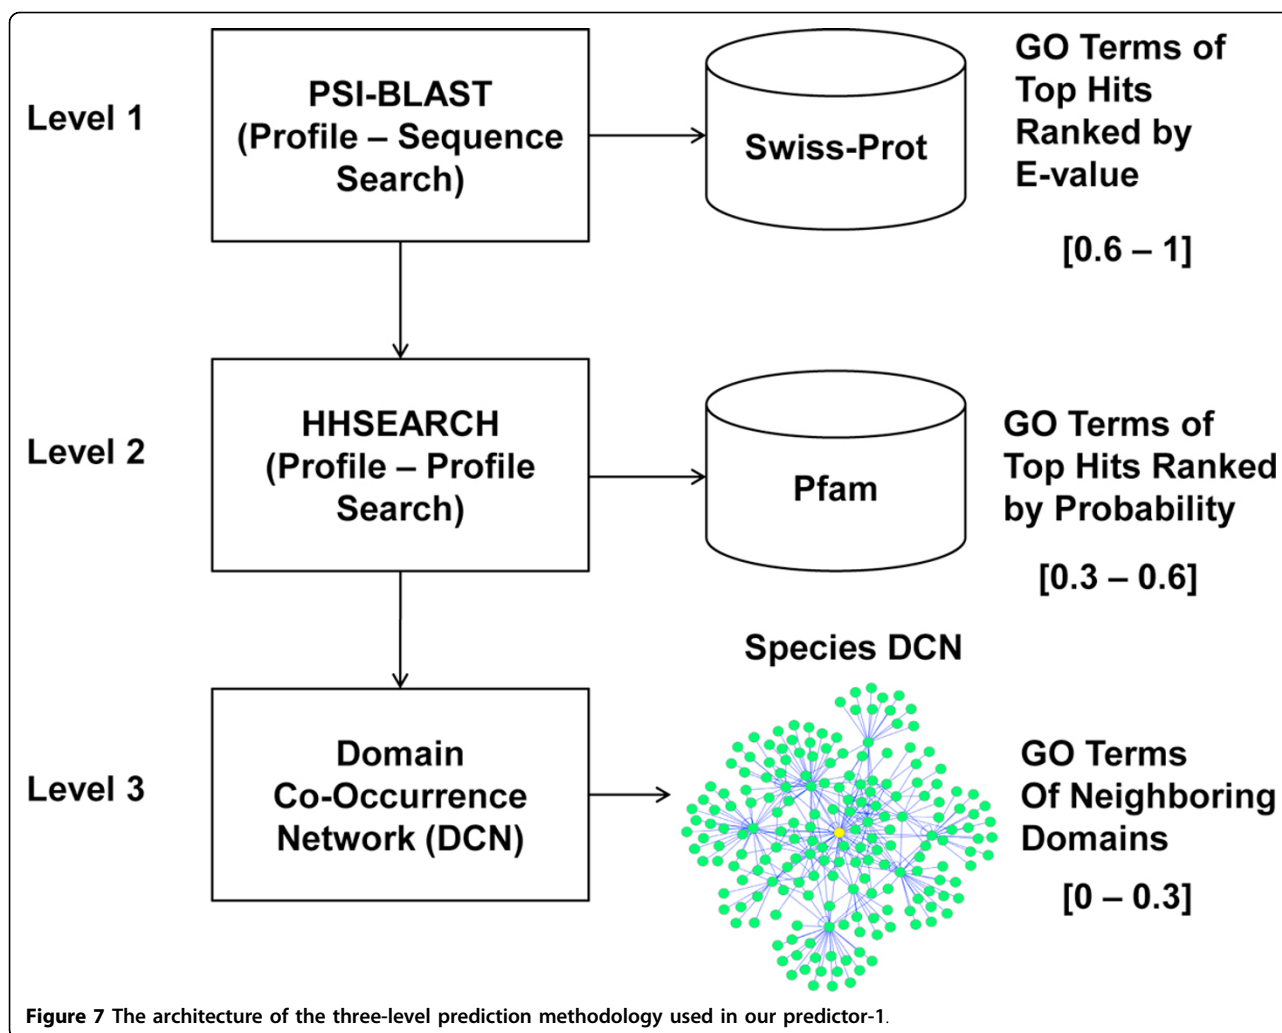 Level 1
PSI-BLAST
(Profile – Sequence
Search)
Swiss-Prot
GO Terms of
Top Hits
Ranked by
E-value
[0.6 – 1]
Level 2
HHSEARCH
(Profile – Profile
Search)
Pfam
GO Terms of
Top Hits Ranked
by Probability
[0.3 – 0.6]
Level 3
Domain
Co-Occurrence
Network (DCN)
Species DCN
GO Terms
Of Neighboring
Domains
[0 – 0.3]
Figure 7 The architecture of the three-level prediction methodology used in our predictor-1.